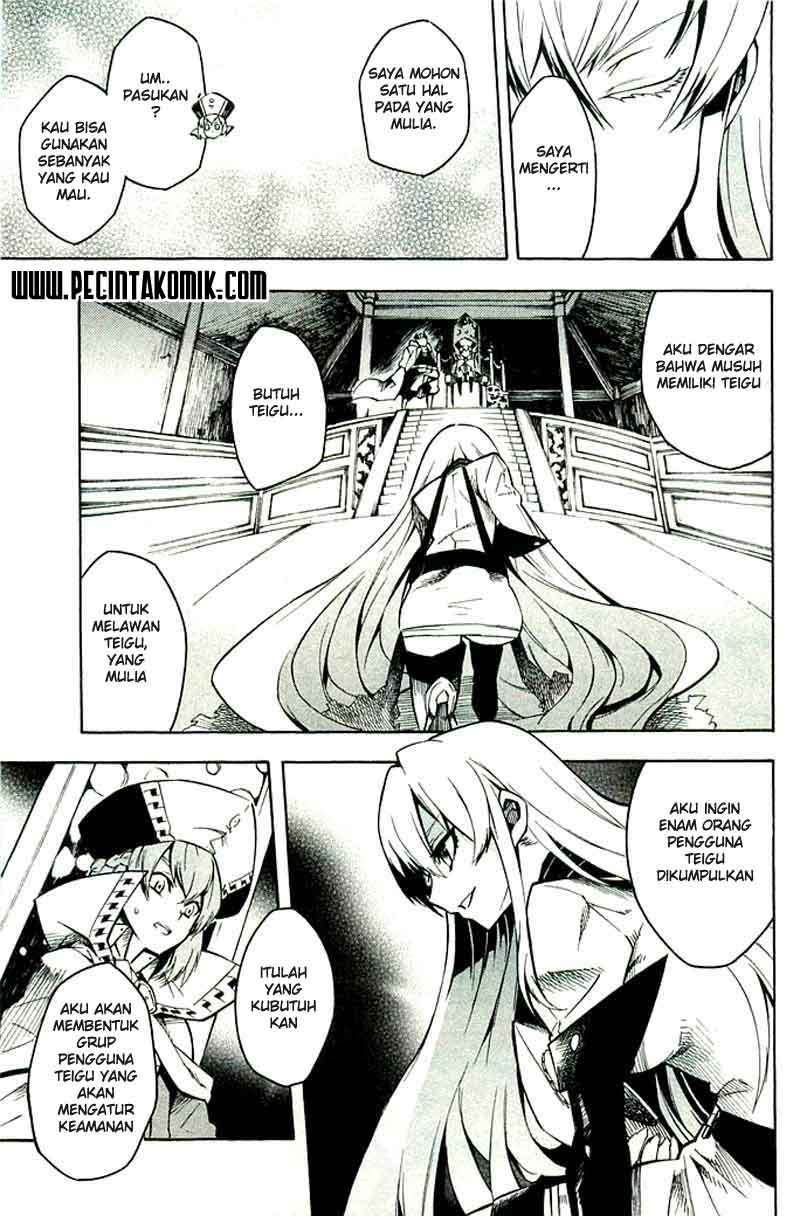 SAYA
MENGERTI
...
SAYA MOHON
SATU HAL
PADA YANG
MULIA.
UM..
PASUKAN
?
KAU BISA
GUNAKAN
SEBANYAK
YANG KAU
MAU.
WWW.PECINTAKOMIK.COM
AKU DENGAR
BAHWA MUSUH
MEMILIKI TEIGU
BUTUH
TEIGU...
UNTUK
MELAWAN
TEIGU,
YANG
MULIA
AKU INGIN
ENAM ORANG
PENGGUNA
TEIGU
DIKUMPULKAN
ITULAH
YANG
KUBUTUH
KAN
AKU AKAN
MEMBENTUK
GRUP
PENGGUNA
TEIGU YANG
AKAN
MENGATUR
KEAMANAN